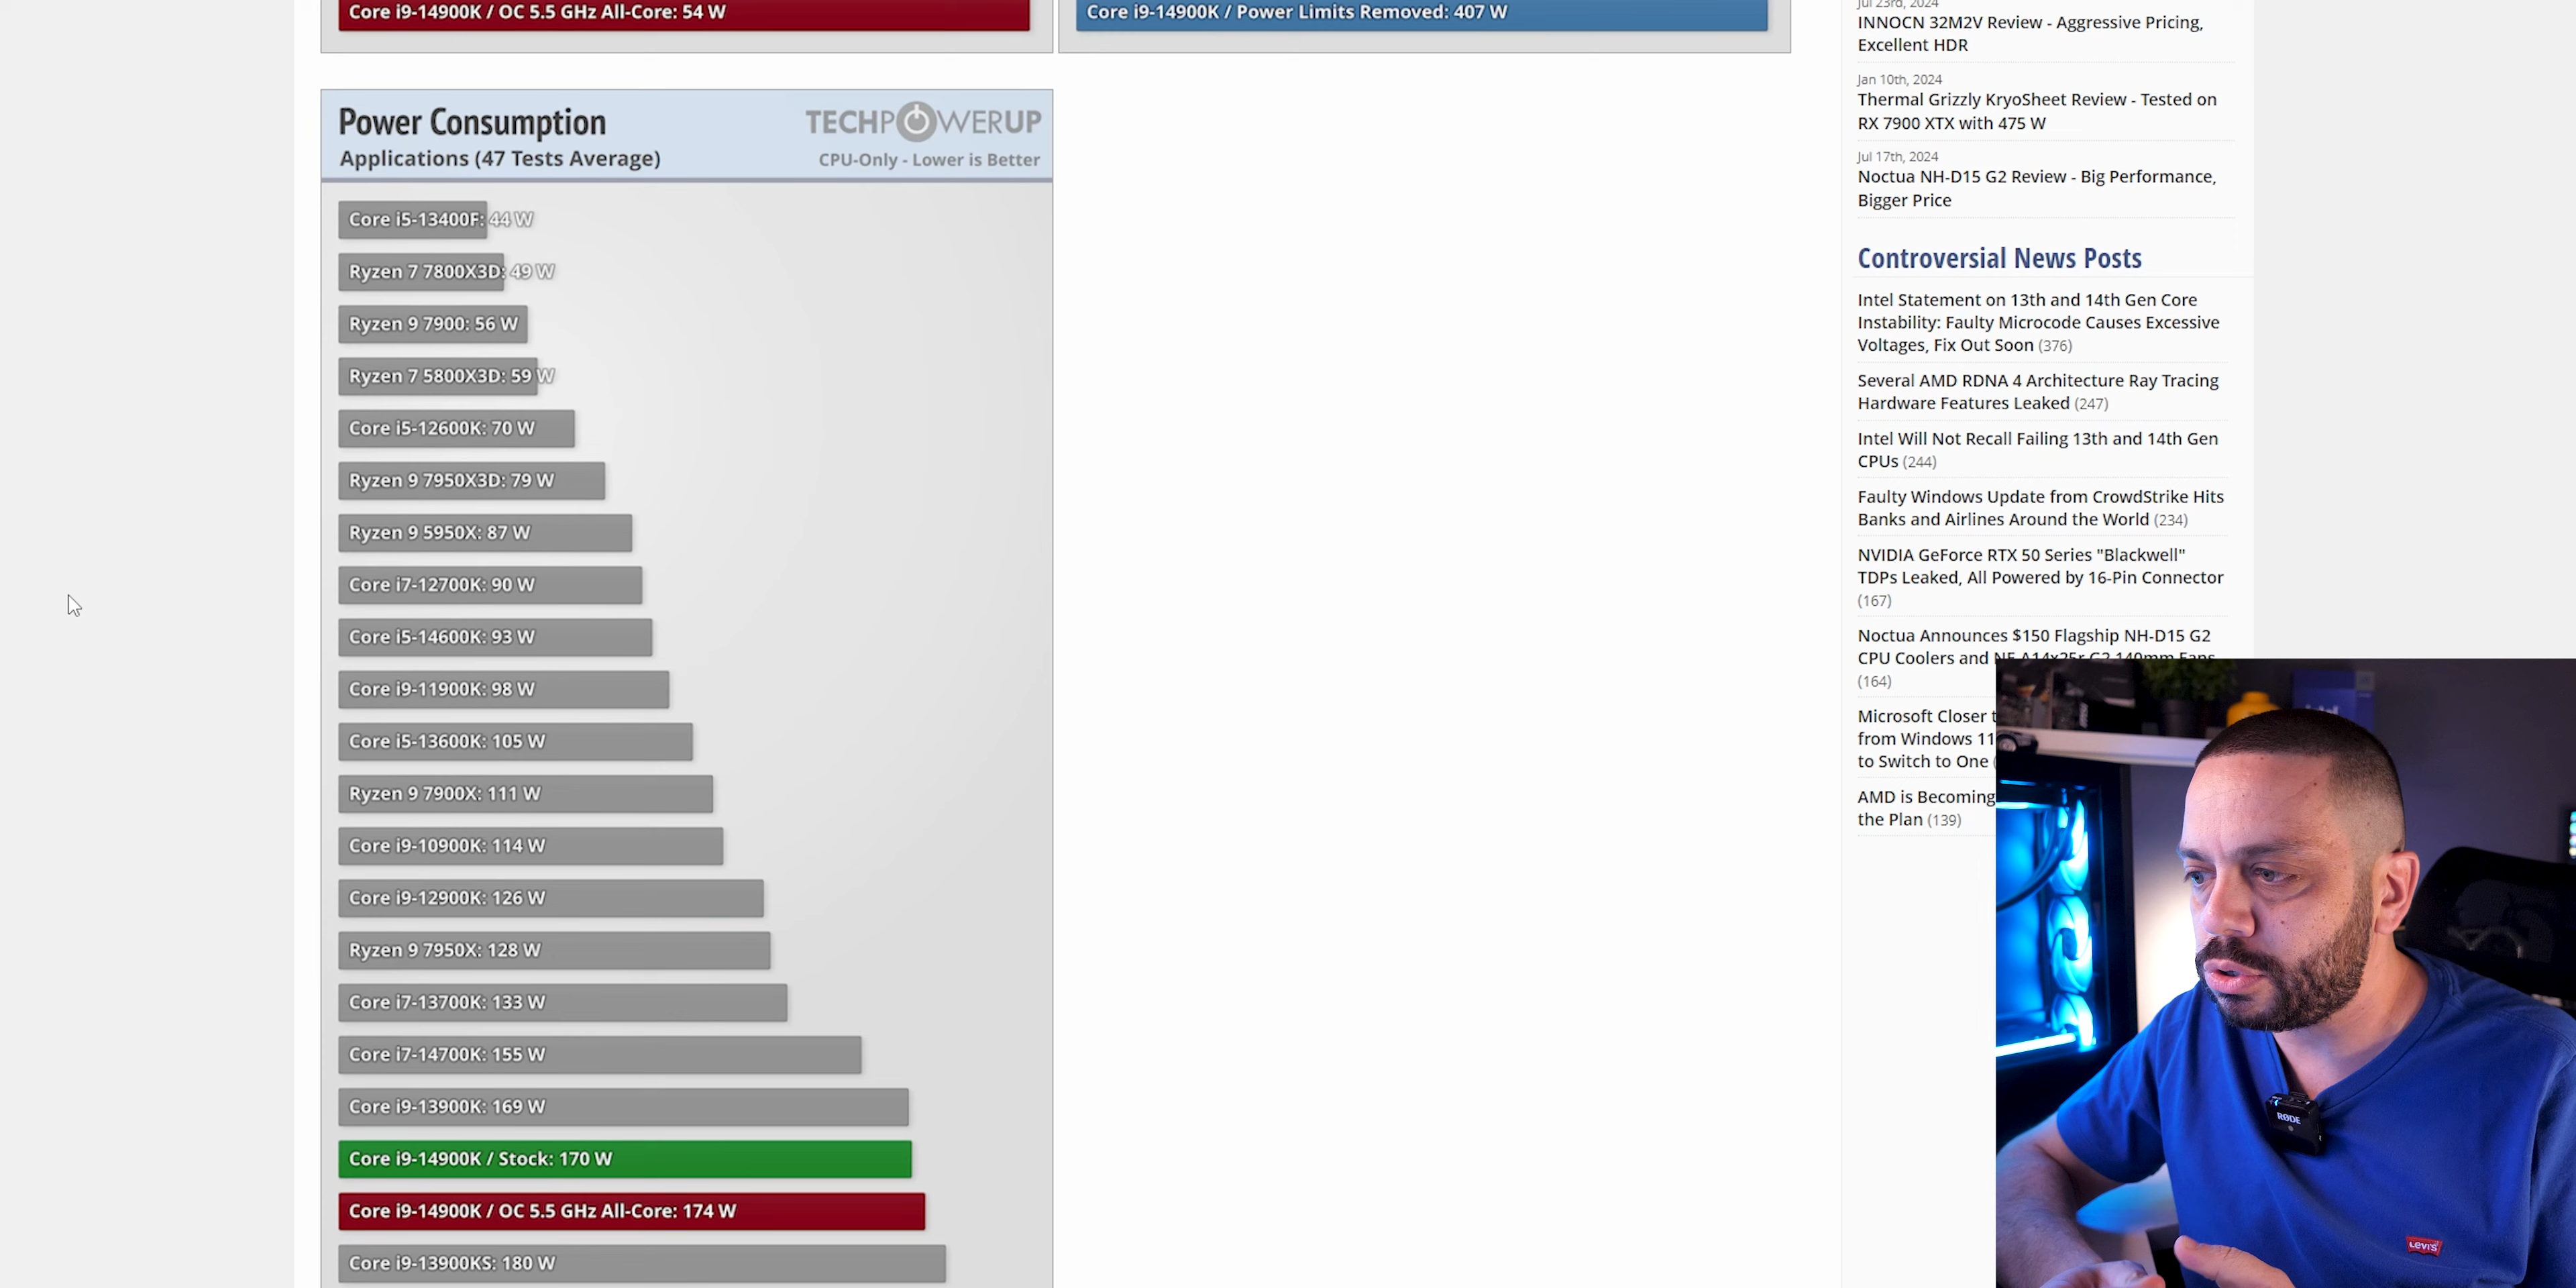 Core i9-14900K / OC 5.5 GHz All-Core: 54 W
Core i9-14900K / Power Limits Removed: 407 W
Power Consumption
Applications (47 Tests Average)
TECHPOWERUP
CPU-Only - Lower is Better
Core i5-13400F: 44 W
Ryzen 7 7800X3D: 49 W
Ryzen 9 7900: 56 W
Ryzen 7 5800X3D: 59 W
Core i5-12600K: 70 W
Ryzen 9 7950X3D: 79 W
Ryzen 9 5950X: 87 W
Core i7-12700K: 90 W
Core i5-14600K: 93 W
Core i9-11900K: 98 W
Core i5-13600K: 105 W
Ryzen 9 7900X: 111 W
Core i9-10900K: 114 W
Core i9-12900K: 126 W
Ryzen 9 7950X: 128 W
Core i7-13700K: 133 W
Core i7-14700K: 155 W
Core i9-13900K: 169 W
Core i9-14900K / Stock: 170 W
Core i9-14900K / OC 5.5 GHz All-Core: 174 W
Core i9-13900KS: 180 W
Jul 23rd, 2024
INNOCN 32M2V Review - Aggressive Pricing,
Excellent HDR
Jan 10th, 2024
Thermal Grizzly KryoSheet Review - Tested on
RX 7900 XTX with 475 W
Jul 17th, 2024
Noctua NH-D15 G2 Review - Big Performance,
Bigger Price
Controversial News Posts
Intel Statement on 13th and 14th Gen Core
Instability: Faulty Microcode Causes Excessive
Voltages, Fix Out Soon (376)
Several AMD RDNA 4 Architecture Ray Tracing
Hardware Features Leaked (247)
Intel Will Not Recall Failing 13th and 14th Gen
CPUs (244)
Faulty Windows Update from CrowdStrike Hits
Banks and Airlines Around the World (234)
NVIDIA GeForce RTX 50 Series "Blackwell"
TDPs Leaked, All Powered by 16-Pin Connector
(167)
Noctua Announces $150 Flagship NH-D15 G2
CPU Coolers and NF-A14x25r G2 140mm Fans
(164)
Microsoft Closer
from Windows 11
to Switch to One
AMD is Becoming
the Plan (139)
RØDE
Levi's